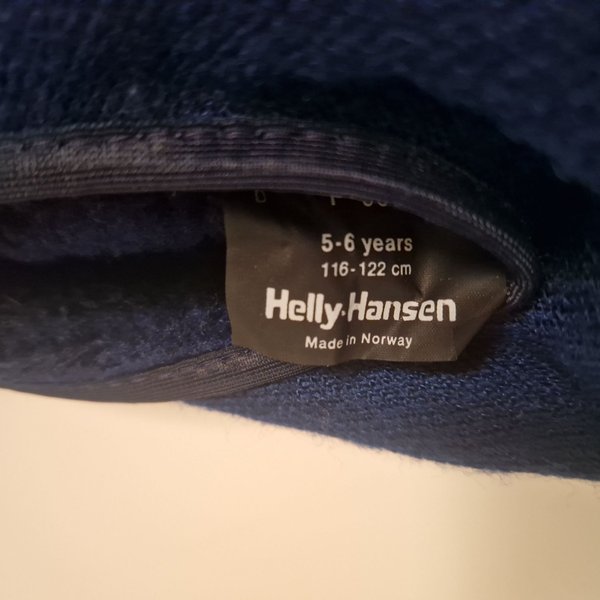 5-6 years
116-122 cm
Helly-Hansen
Made in Norway